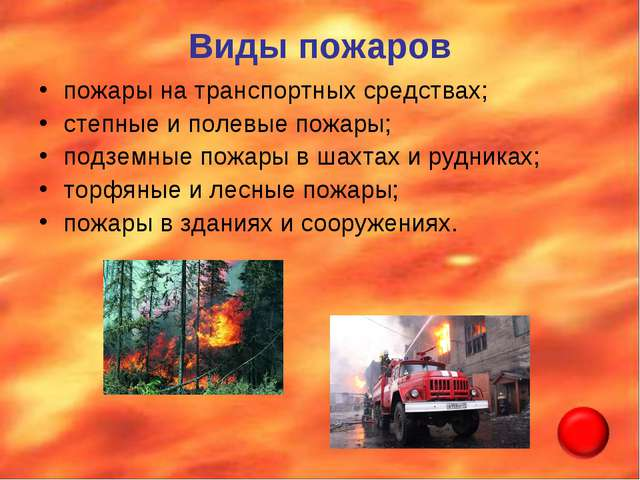 Виды пожаров
• пожары на транспортных средствах;
• степные и полевые пожары;
• подземные пожары в шахтах и рудниках;
• торфяные и лесные пожары;
• пожары в зданиях и сооружениях.